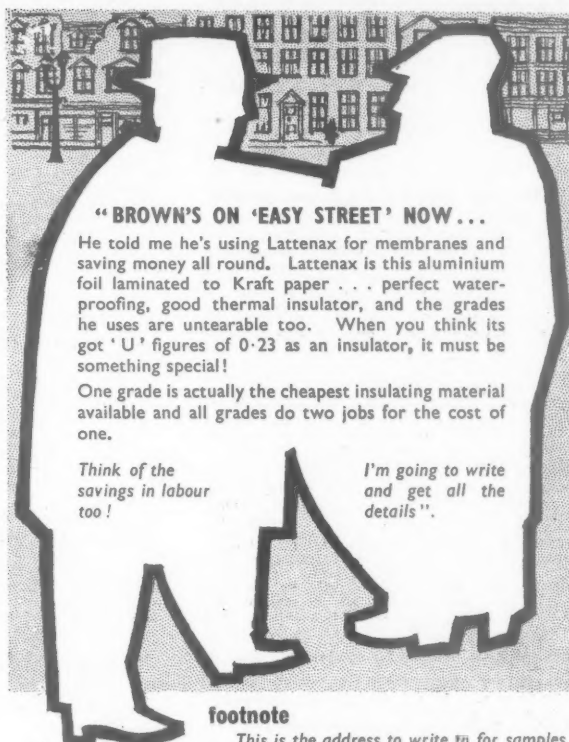 “BROWN'S ON ‘EASY STREET’ NOW...
He told me he's using Lattenax for membranes and
saving money all round. Lattenax is this aluminium
foil laminated to Kraft paper . . . perfect water-
proofing, good thermal insulator, and the grades
he uses are untearable too. When you think its
got ‘U’ figures of 0·23 as an insulator, it must be
something special!
One grade is actually the cheapest insulating material
available and all grades do two jobs for the cost of
one.
Think of the
savings in labour
too !
I'm going to write
and get all the
details”.
footnote
This is the address to write to for samples